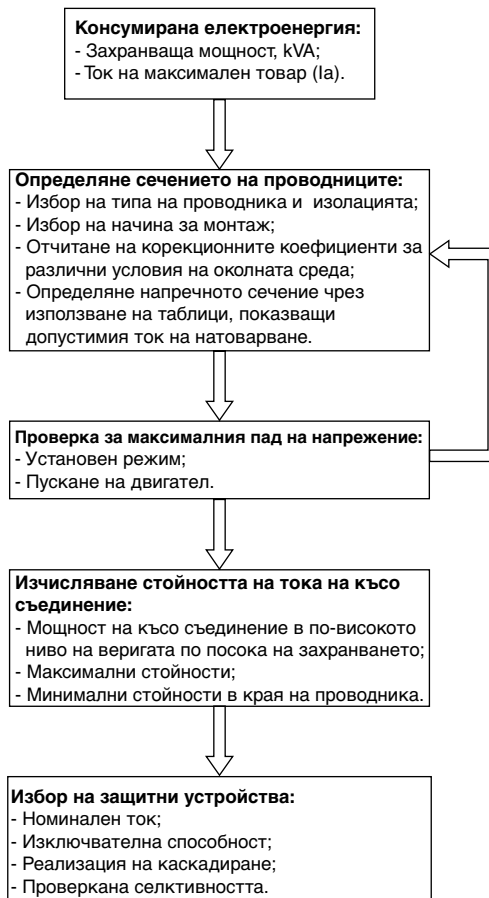 Консумирана електроенергия:
- Захранваща мощност, kVA;
- Ток на максимален товар (Ia).
Определяне сечението на проводниците:
- Избор на типа на проводника и изолацията;
- Избор на начина за монтаж;
- Отчитане на корекционните коефициенти за
различни условия на околната среда;
- Определяне напречното сечение чрез
използване на таблици, показващи
допустимия ток на натоварване.
Проверка за максималния пад на напрежение:
- Установен режим;
- Пускане на двигател.
Изчисляване стойността на тока на късо
съединение:
- Мощност на късо съединение в по-високото
ниво на веригата по посока на захранването;
- Максимални стойности;
- Минимални стойности в края на проводника.
Избор на защитни устройства:
- Номинален ток;
- Изключвателна способност;
- Реализация на каскадиране;
- Проверкана селктивността.